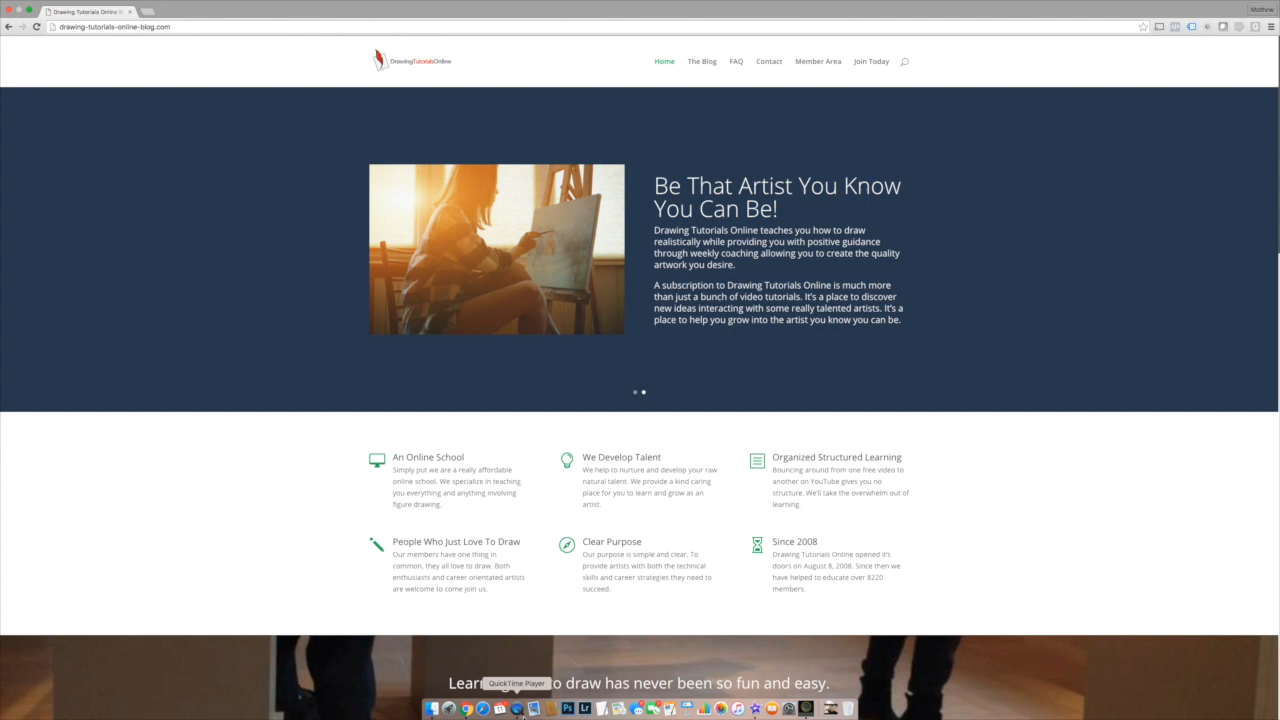 Drawing Tutorials Online
Matthew
drawing-tutorials-online-blog.com
DrawingTutorialsOnline
Home The Blog FAQ Contact Member Area Join Today
Be That Artist You Know
You Can Be!
Drawing Tutorials Online teaches you how to draw
realistically while providing you with positive guidance
through weekly coaching allowing you to create the quality
artwork you desire.
A subscription to Drawing Tutorials Online is much more
than just a bunch of video tutorials. It's a place to discover
new ideas interacting with some really talented artists. It's a
place to help you grow into the artist you know you can be.
An Online School
Simply put we are a really affordable
online school. We specialize in teaching
you everything and anything involving
figure drawing.
We Develop Talent
We help to nurture and develop your raw
natural talent. We provide a kind caring
place for you to learn and grow as an
artist.
Organized Structured Learning
Bouncing around from one free video to
another on YouTube gives you no
structure. We'll take the overwhelm out of
learning.
People Who Just Love To Draw
Our members have one thing in
common, they all love to draw. Both
enthusiasts and career orientated artists
are welcome to come join us.
Clear Purpose
Our purpose is simple and clear. To
provide artists with both the technical
skills and career strategies they need to
succeed.
Since 2008
Drawing Tutorials Online opened it's
doors on August 8, 2008. Since then we
have helped to educate over 8220
members.
to draw has never been so fun and easy.
QuickTime Player
Ps Lr